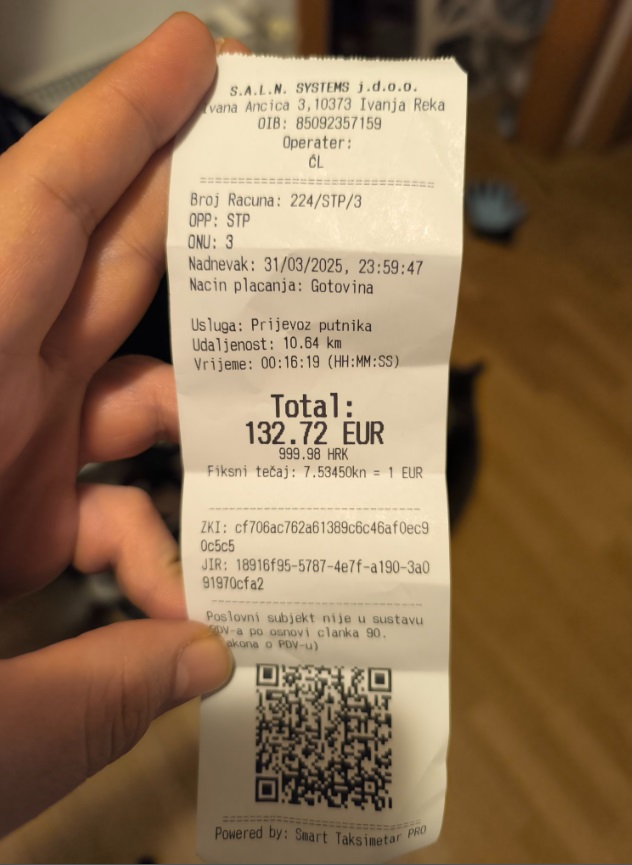 S.A.L.N. SYSTEMS j.d.o.o.
Ivana Ancica 3,10373 Ivanja Reka
OIB: 85092357159
Operater:
ČL
Broj Racuna: 224/STP/3
OPP: STP
ONU: 3
Nadnevak: 31/03/2025, 23:59:47
Nacin placanja: Gotovina
Usluga: Prijevoz putnika
Udaljenost: 10.64 km
Vrijeme: 00:16:19 (HH:MM:SS)
Total:
132.72 EUR
999.98 HRK
Fiksni tečaj: 7.53450kn = 1 EUR
ZKI: cf706ac762a61389c6c46af0ec9
0c5c5
JIR: 18916f95-5787-4e7f-a190-3a0
91970cfa2
Poslovni subjekt nije u sustavu
PDV-a po osnovi clanka 90.
o PDV-u)
Powered by: Smart Taksimetar PRO